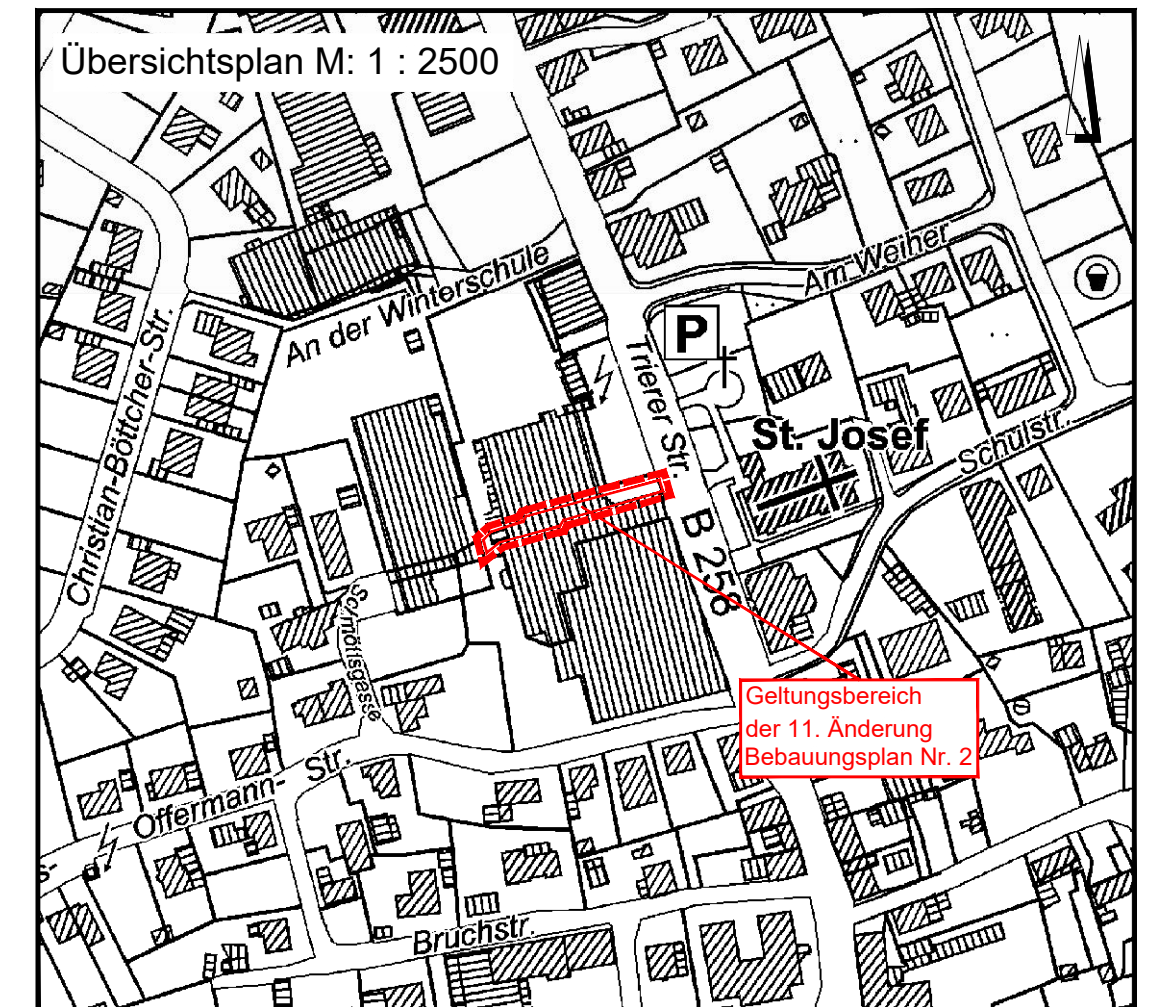 Übersichtsplan M: 1 : 2500
An der Winterschule
Am Weiher
Christian-Böttcher-Str.
P
Trierer Str.
St. Josef
Schulstr.
B 258
Geltungsbereich
der 11. Änderung
Bebauungsplan Nr. 2
Offermann- Str.
Bruchstr.